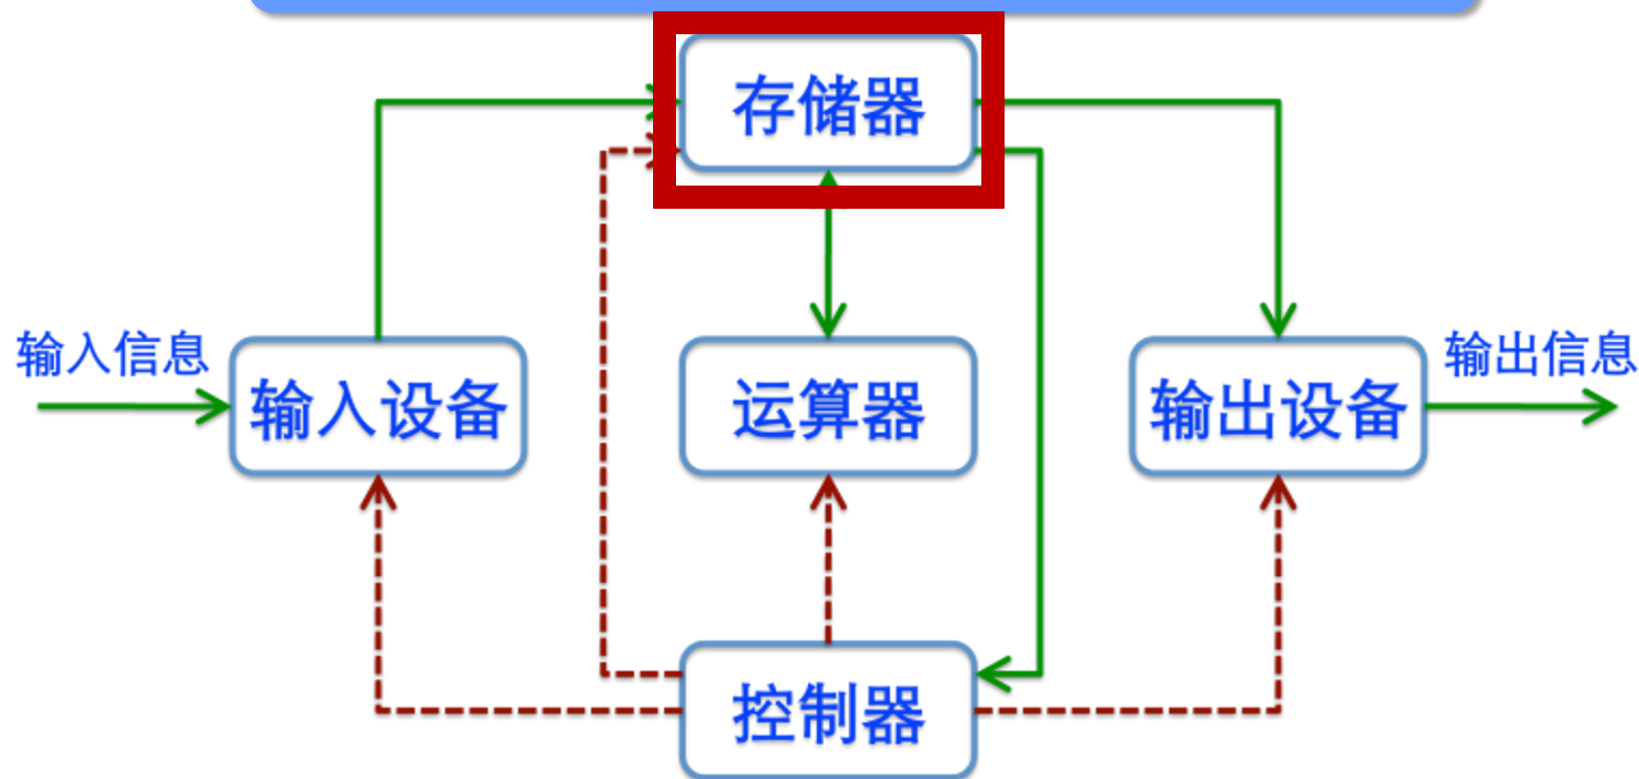 存储器
输入信息
输入设备
运算器
输出设备
输出信息
控制器